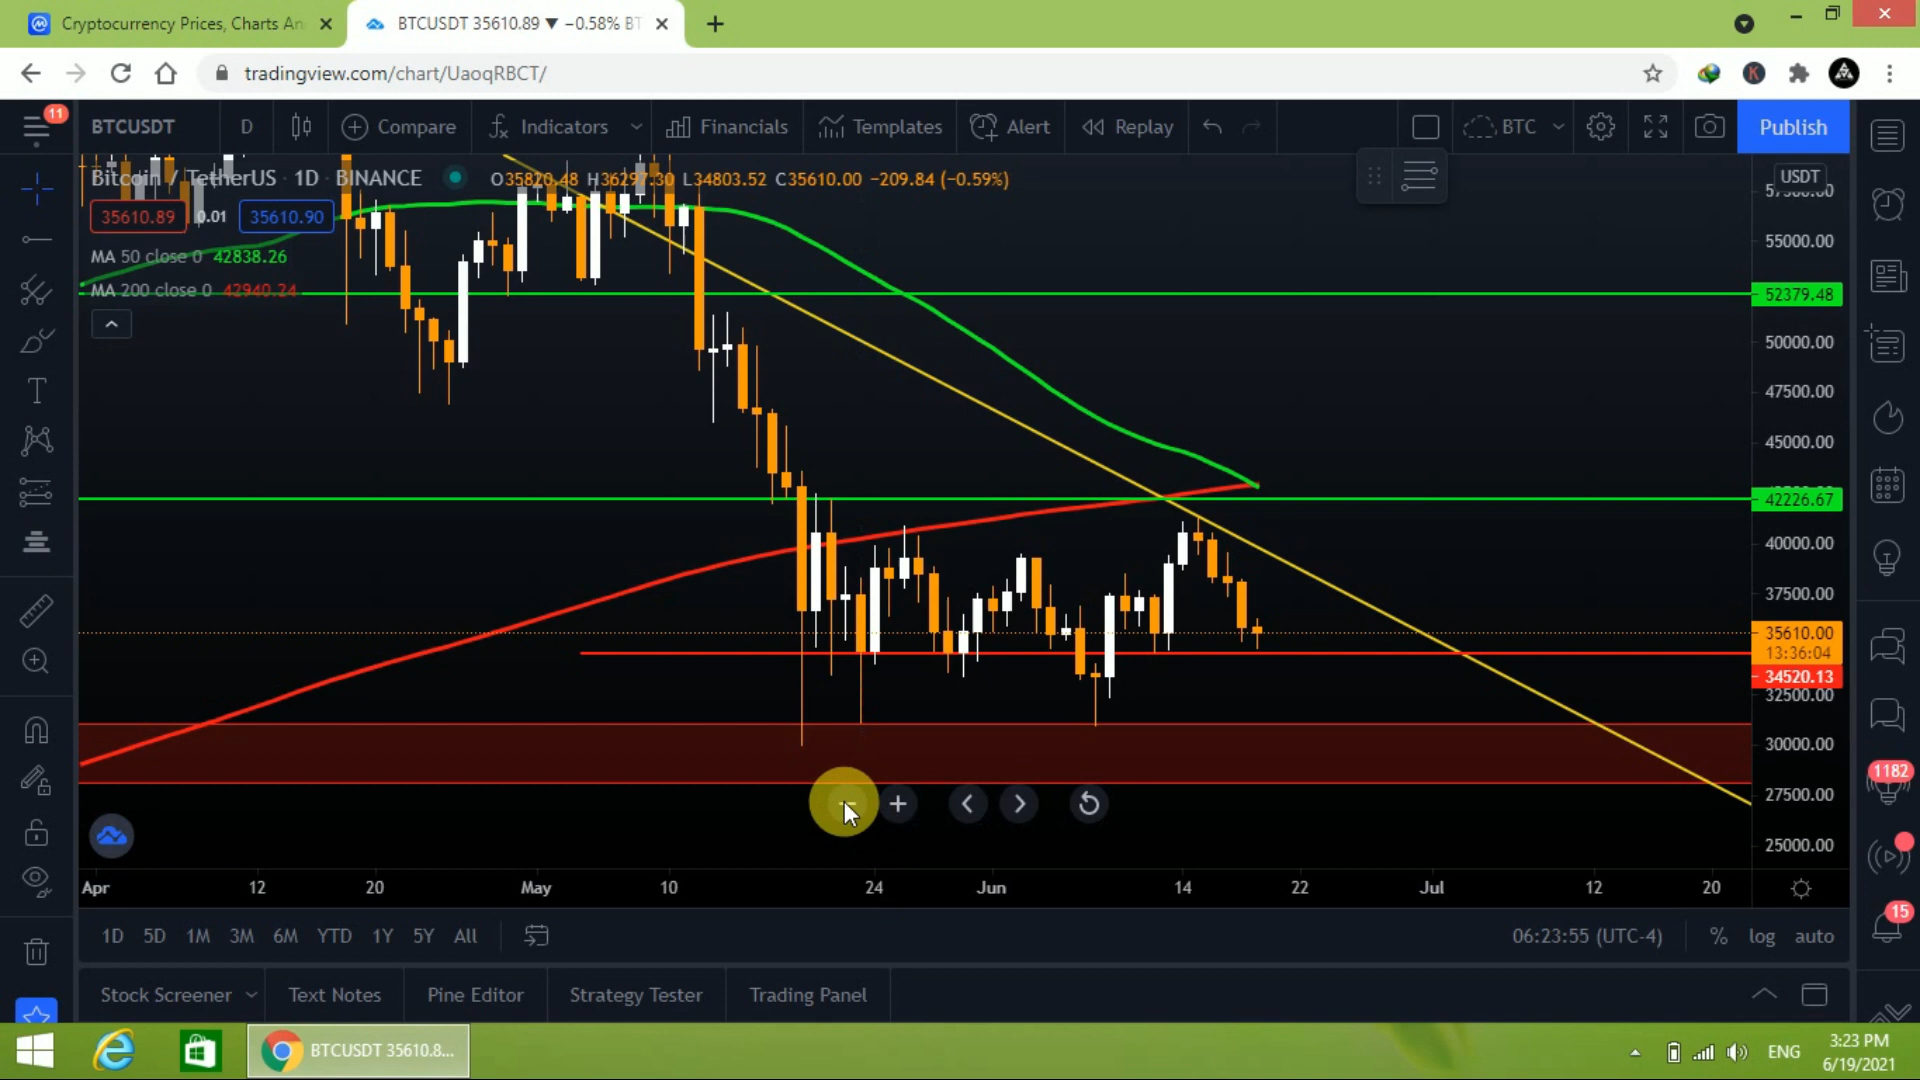 Cryptocurrency Prices, Charts An
BTCUSDT 35610.89 ▼ −0.58% BT
tradingview.com/chart/UaoqRBCT/
K
11
BTCUSDT
D
Compare
Indicators
Financials
Templates
Alert
Replay
BTC
Publish
Bitcoin / TetherUS · 1D · BINANCE
O35820.48 H36297.30 L34803.52 C35610.00 −209.84 (−0.59%)
USDT
35610.89
0.01
35610.90
MA 50 close 0 42838.26
MA 200 close 0 42940.24
55000.00
52379.48
50000.00
47500.00
45000.00
42226.67
40000.00
37500.00
35610.00
13:36:04
34520.13
32500.00
30000.00
27500.00
25000.00
1182
15
Apr 12 20 May 10 24 Jun 14 22 Jul 12 20
1D 5D 1M 3M 6M YTD 1Y 5Y All
06:23:55 (UTC-4)
% log auto
Stock Screener
Text Notes
Pine Editor
Strategy Tester
Trading Panel
BTCUSDT 35610.8...
ENG
3:23 PM
6/19/2021